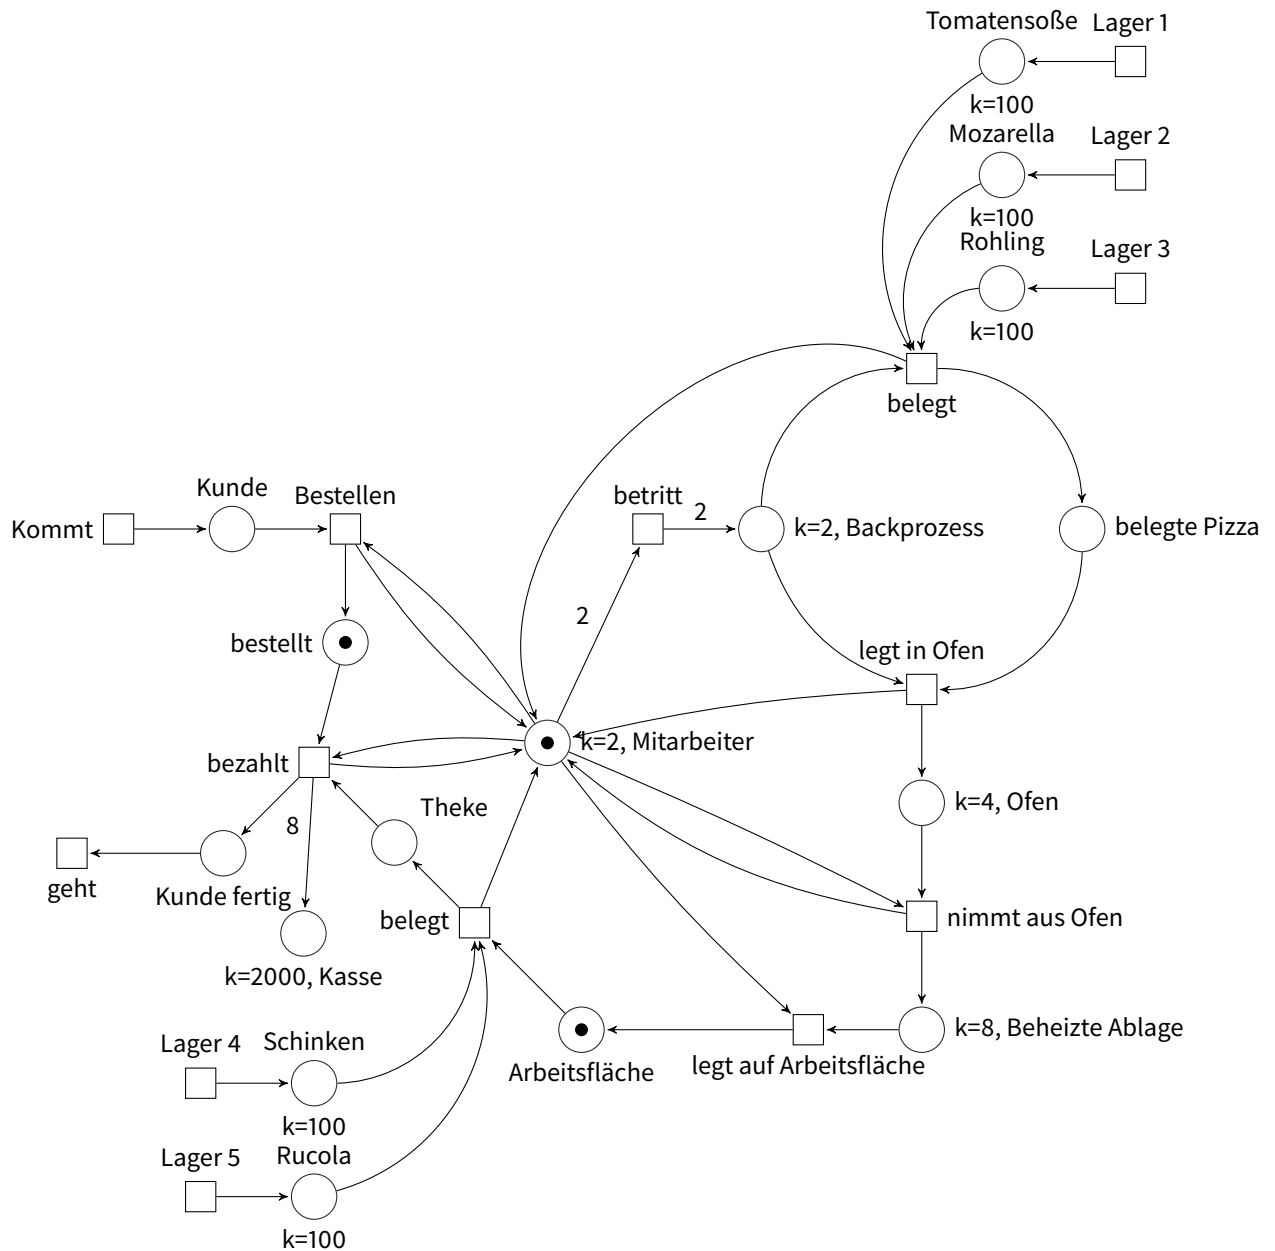 Tomatensoße
Lager 1
k=100
Mozarella
Lager 2
k=100
Rohling
Lager 3
k=100
belegt
Kunde
Bestellen
betritt
2
Kommt
k=2, Backprozess
belegte Pizza
2
bestellt
legt in Ofen
k=2, Mitarbeiter
bezahlt
Theke
k=4, Ofen
8
geht
Kunde fertig
belegt
nimmt aus Ofen
k=2000, Kasse
k=8, Beheizte Ablage
Lager 4
Schinken
Arbeitsfläche
legt auf Arbeitsfläche
k=100
Lager 5
Rucola
k=100